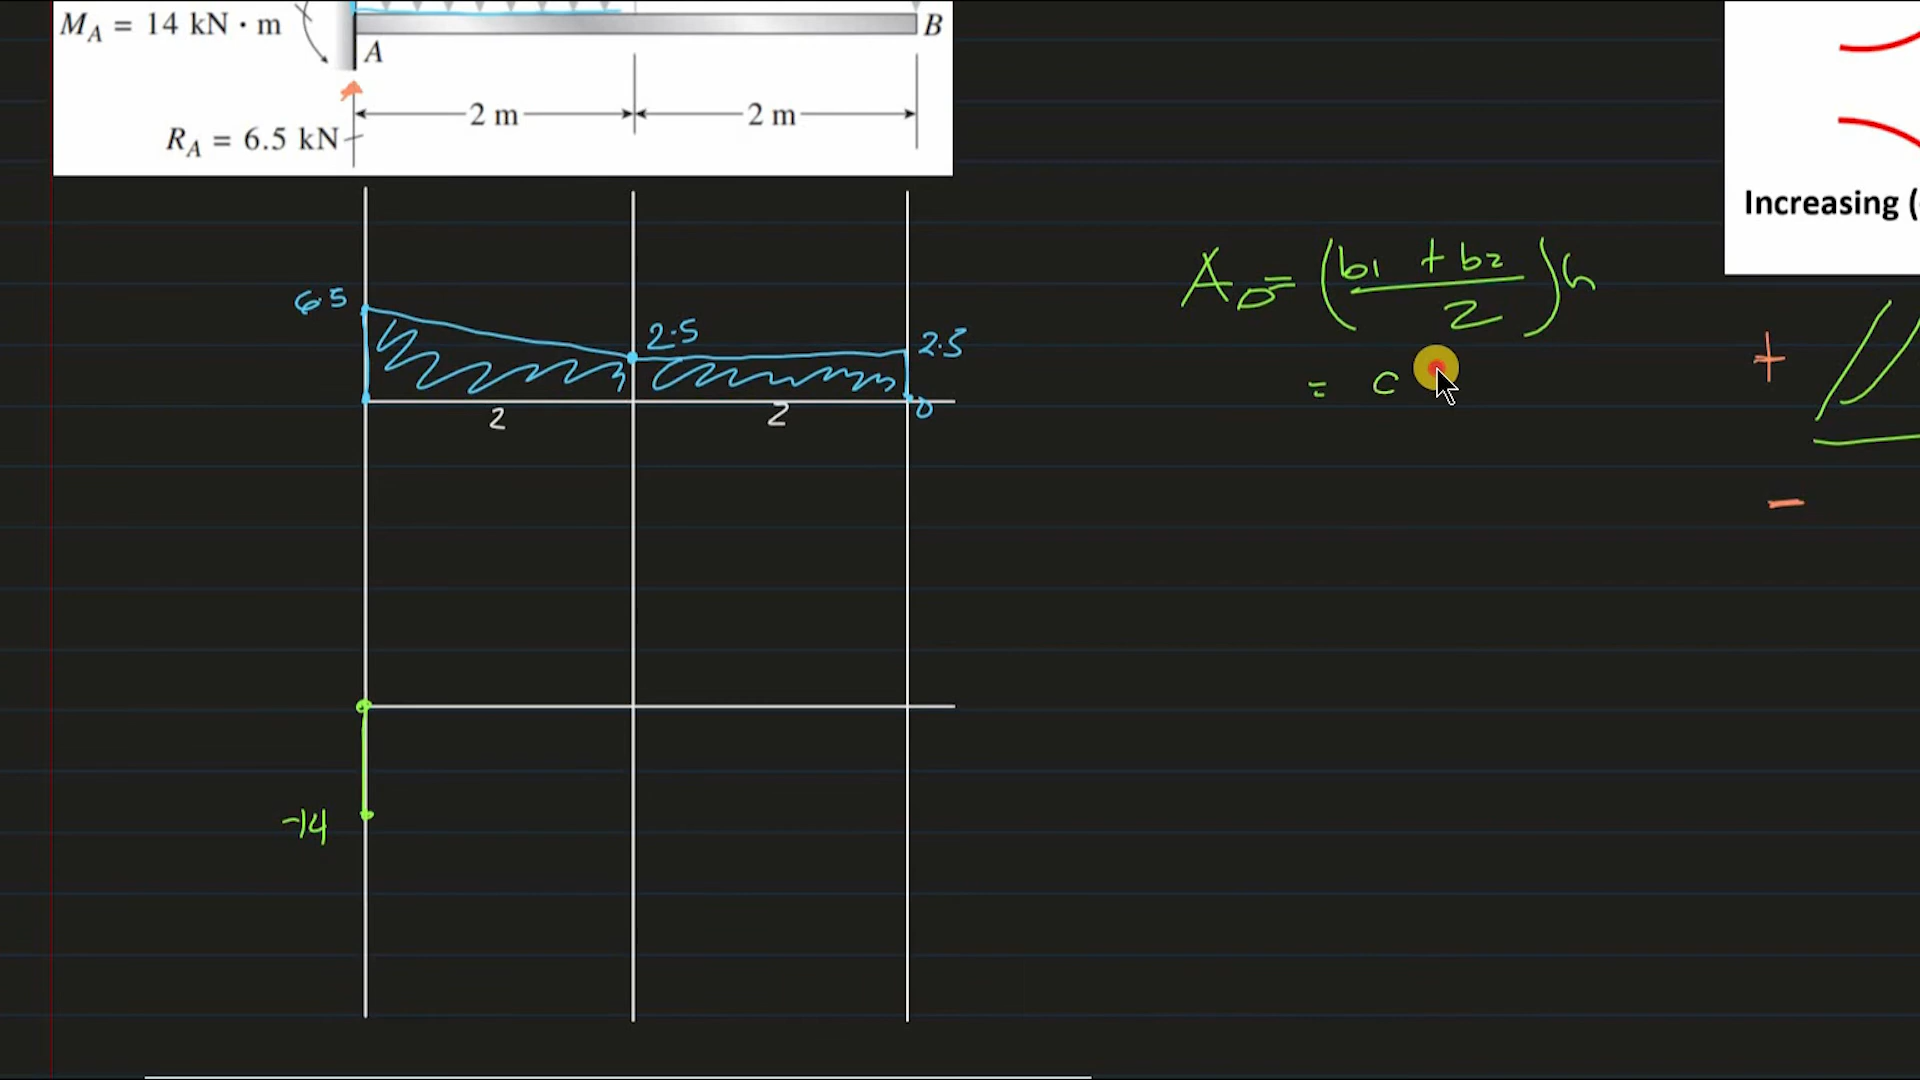 M_A = 14 kN · m
A
B
2 m
2 m
R_A = 6.5 kN
Increasing (
6.5
2.5
2.5
2
2
0
A = (b1 + b2 / 2) h
= c
+
−
-14